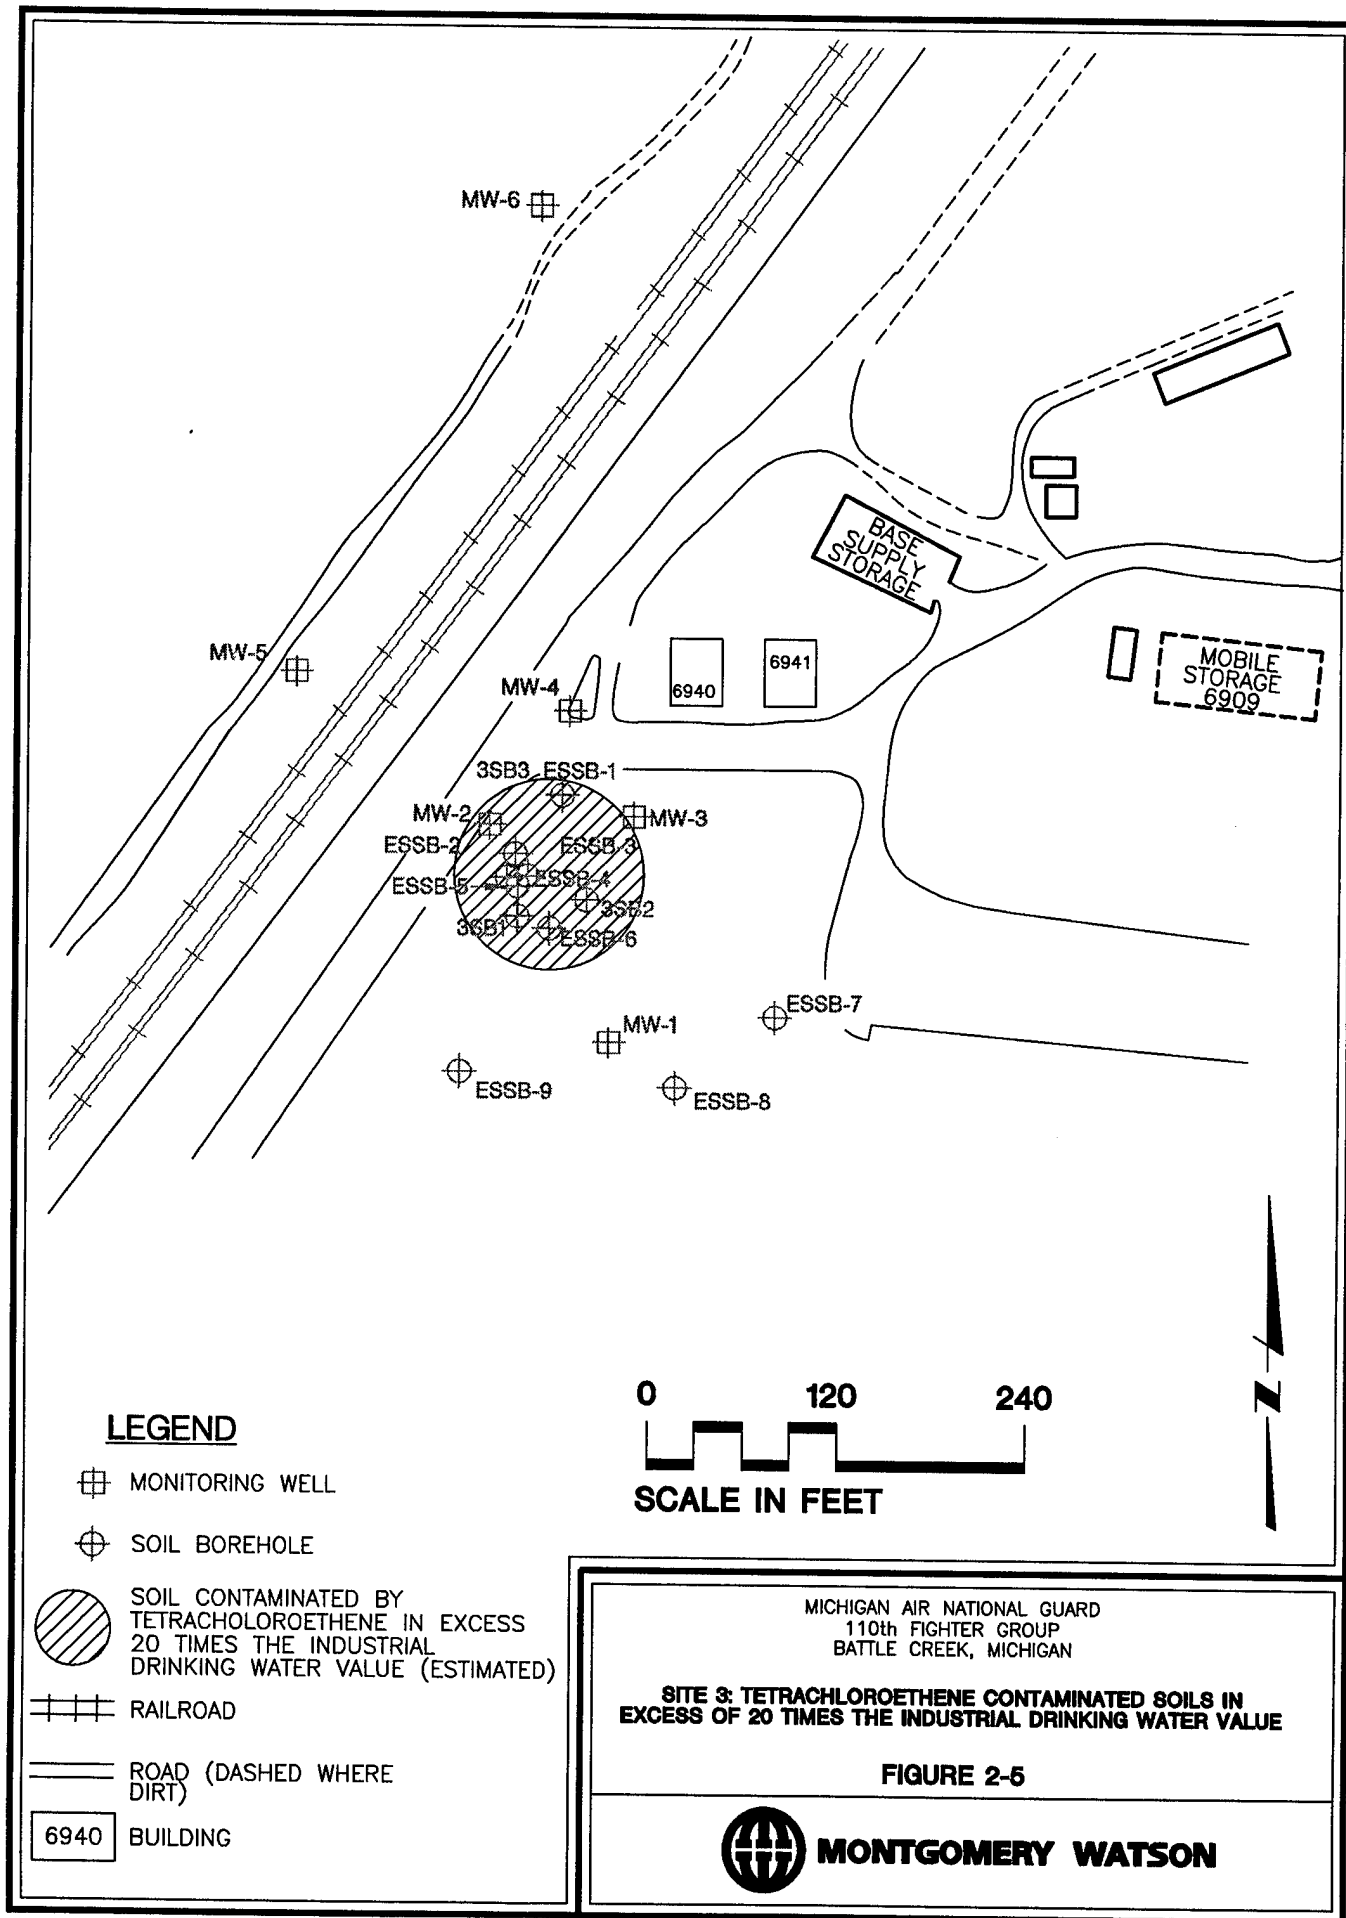 MW-6
BASE
SUPPLY
STORAGE
MW-5
6940
6941
MOBILE
STORAGE
6909
MW-4
3SB3
ESSB-1
MW-2
MW-3
ESSB-2
ESSB-3
ESSB-5
ESSB-4
3SB2
3SB1
ESSB-6
ESSB-7
MW-1
ESSB-9
ESSB-8
N
0 120 240
SCALE IN FEET
LEGEND
MONITORING WELL
SOIL BOREHOLE
SOIL CONTAMINATED BY
TETRACHOLOROETHENE IN EXCESS
20 TIMES THE INDUSTRIAL
DRINKING WATER VALUE (ESTIMATED)
RAILROAD
ROAD (DASHED WHERE
DIRT)
6940 BUILDING
MICHIGAN AIR NATIONAL GUARD
110th FIGHTER GROUP
BATTLE CREEK, MICHIGAN
SITE 3: TETRACHLOROETHENE CONTAMINATED SOILS IN
EXCESS OF 20 TIMES THE INDUSTRIAL DRINKING WATER VALUE
FIGURE 2-5
MONTGOMERY WATSON